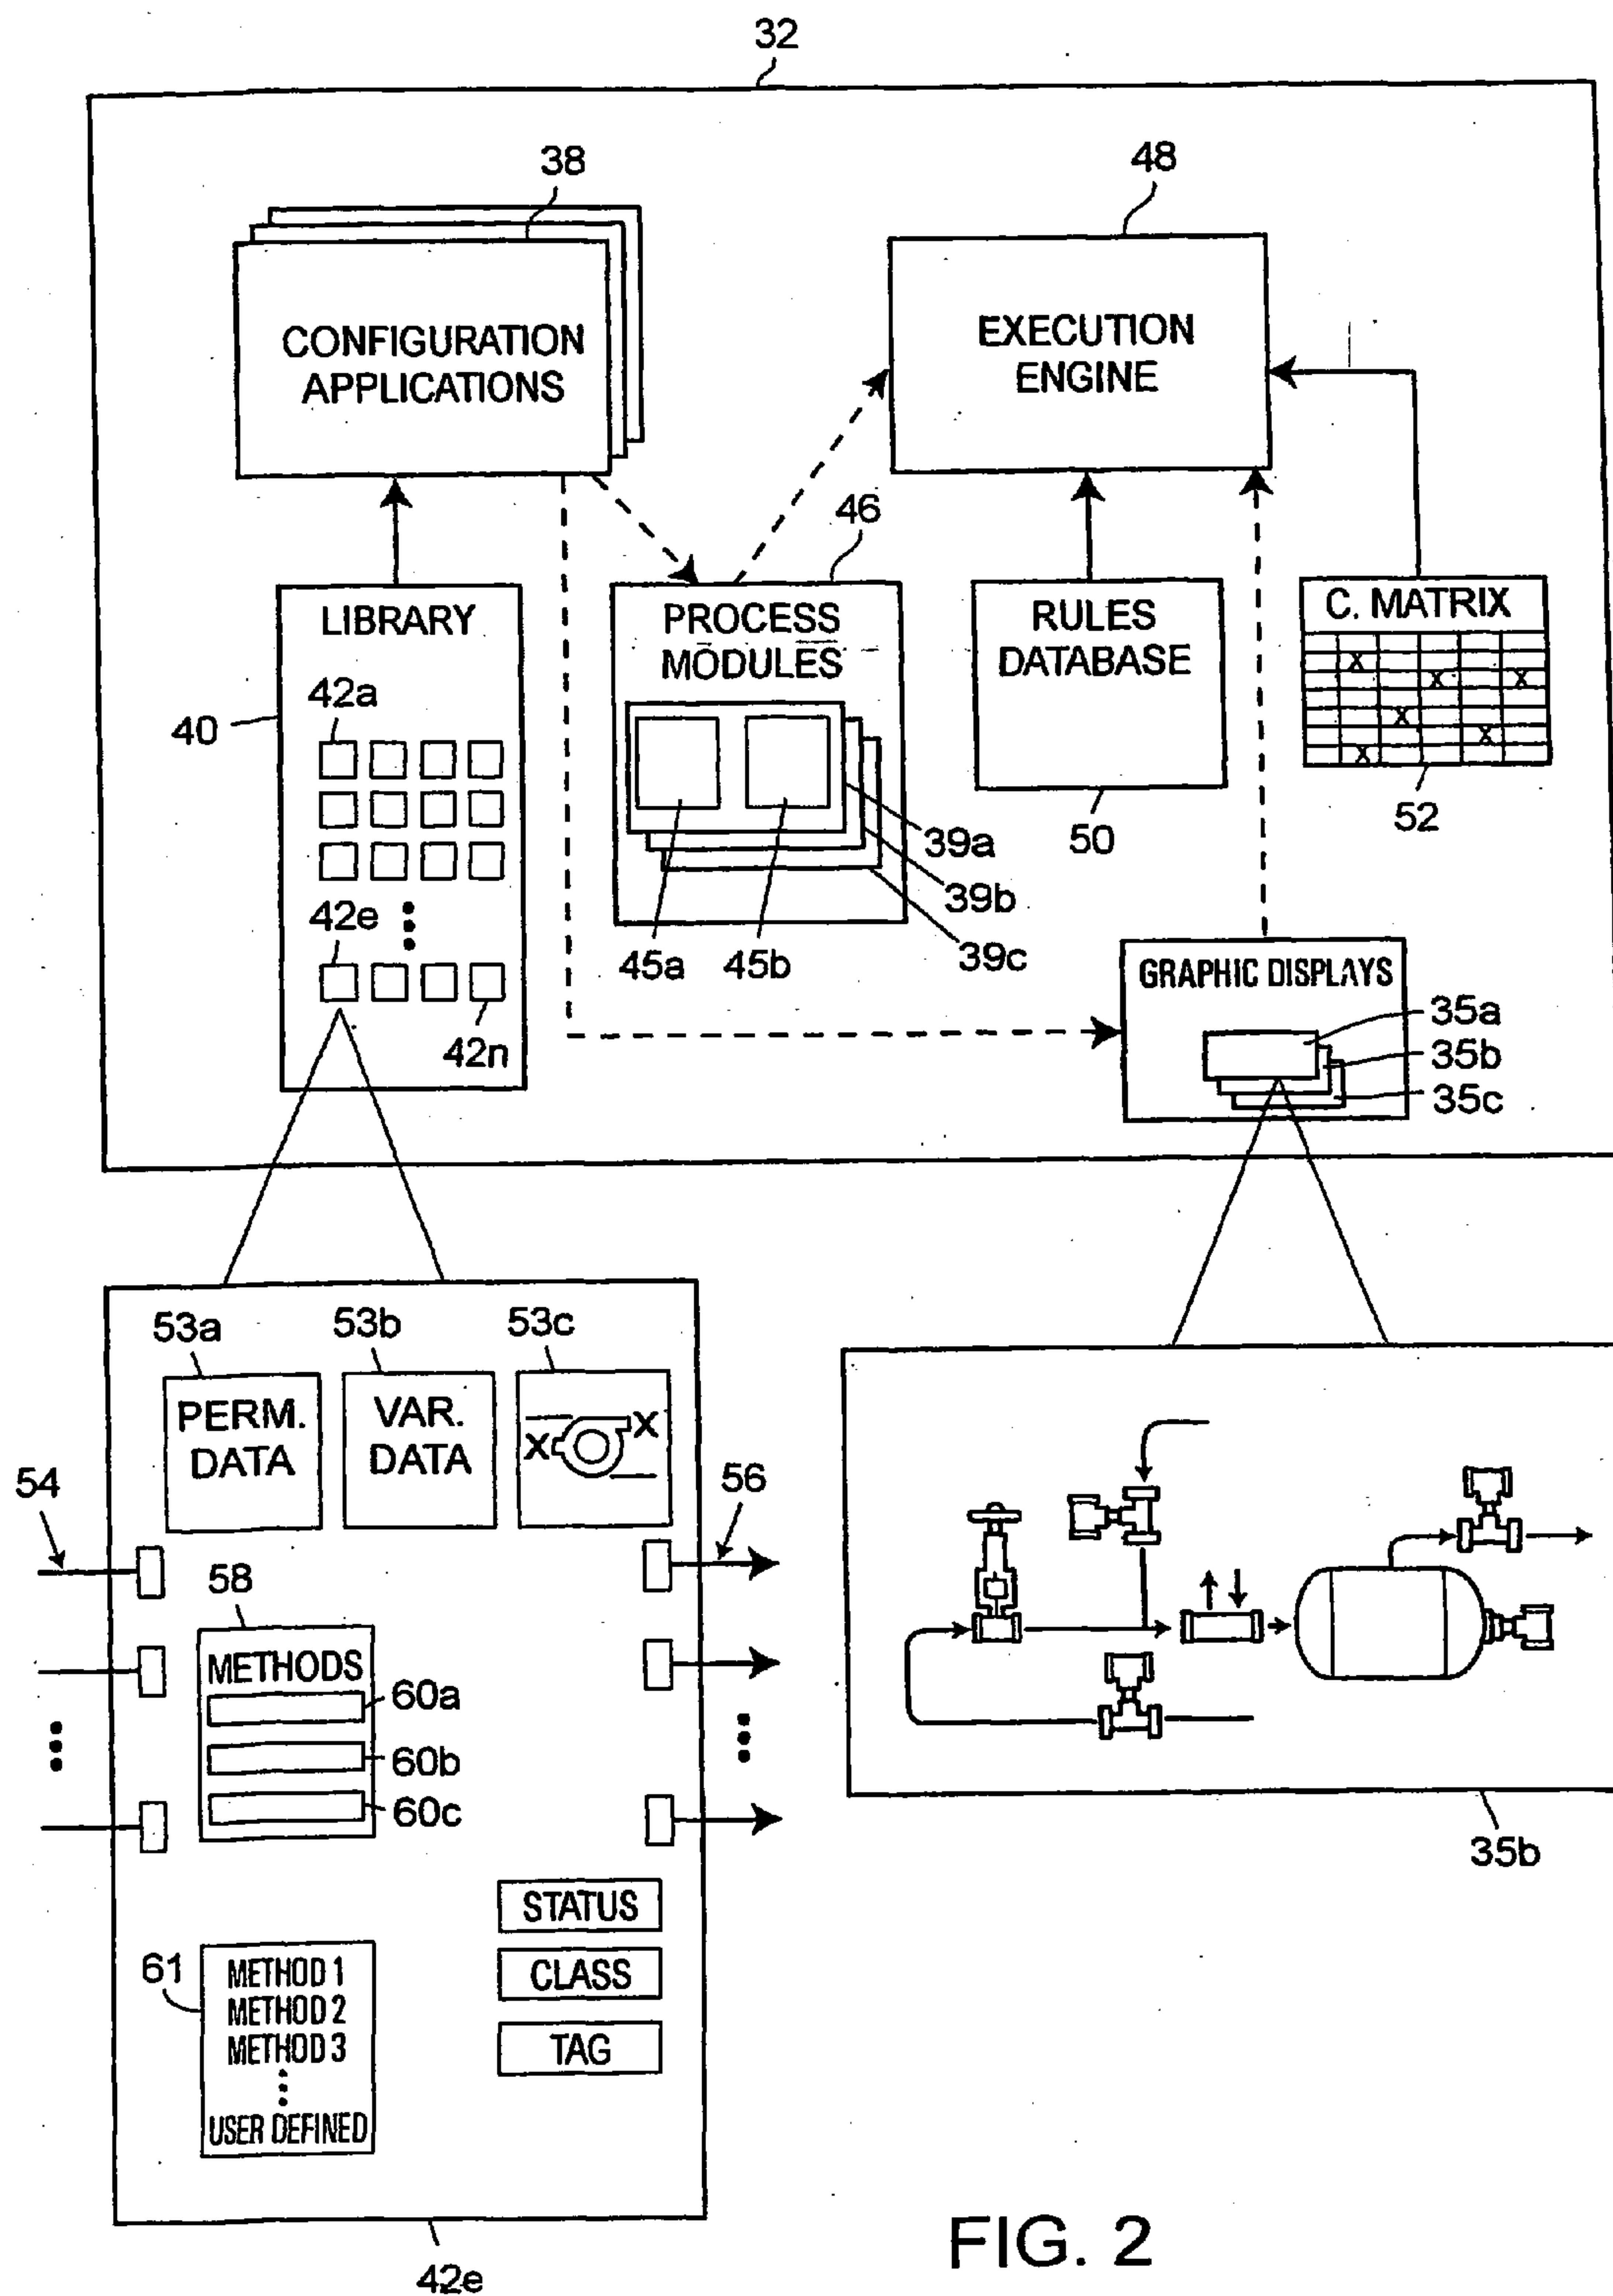 32
38
48
CONFIGURATION
APPLICATIONS
EXECUTION
ENGINE
46
LIBRARY
42a
40
42e
42n
PROCESS
MODULES
39a
39b
39c
45a
45b
RULES
DATABASE
50
C. MATRIX
X
X
X
X
X
X
52
GRAPHIC DISPLAYS
35a
35b
35c
53a
53b
53c
PERM.
DATA
VAR.
DATA
X
X
54
56
58
METHODS
60a
60b
60c
STATUS
CLASS
TAG
61
METHOD 1
METHOD 2
METHOD 3
USER DEFINED
42e
35b
FIG. 2